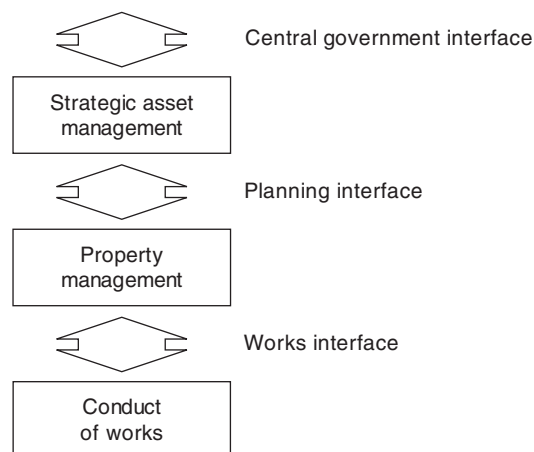 Central government interface
Strategic asset
management
Planning interface
Property
management
Works interface
Conduct
of works